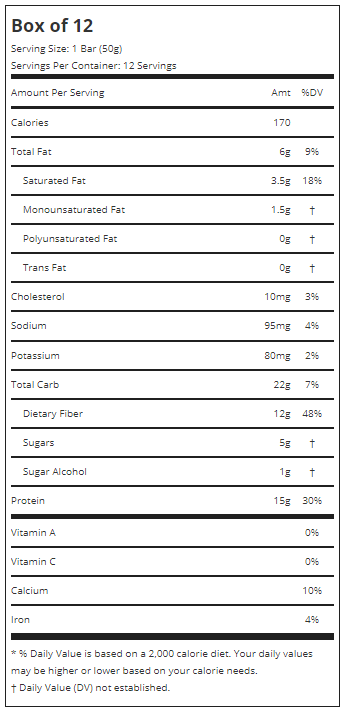 Box of 12
Serving Size: 1 Bar (50g)
Servings Per Container: 12 Servings
Amount Per Serving Amt %DV
Calories 170
Total Fat 6g 9%
Saturated Fat 3.5g 18%
Monounsaturated Fat 1.5g †
Polyunsaturated Fat 0g †
Trans Fat 0g †
Cholesterol 10mg 3%
Sodium 95mg 4%
Potassium 80mg 2%
Total Carb 22g 7%
Dietary Fiber 12g 48%
Sugars 5g †
Sugar Alcohol 1g †
Protein 15g 30%
Vitamin A 0%
Vitamin C 0%
Calcium 10%
Iron 4%
* % Daily Value is based on a 2,000 calorie diet. Your daily values
may be higher or lower based on your calorie needs.
† Daily Value (DV) not established.